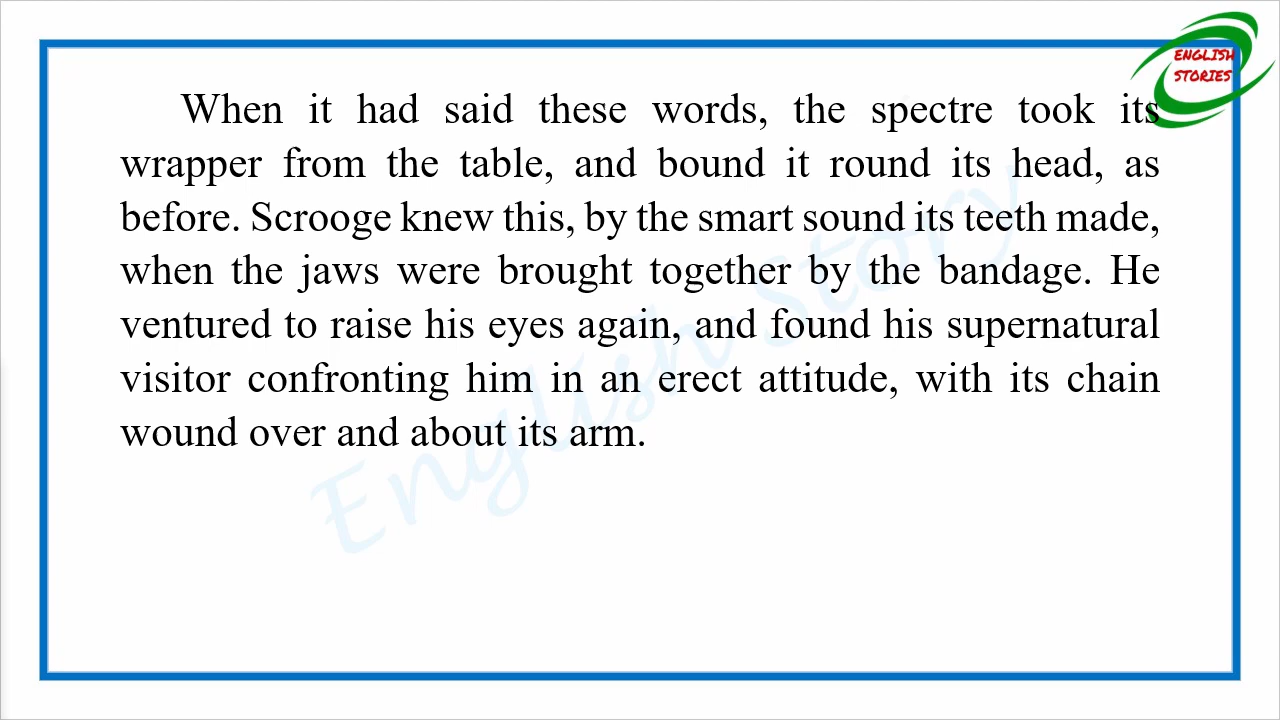 ENGLISH
STORIES
When it had said these words, the spectre took its
wrapper from the table, and bound it round its head, as
before. Scrooge knew this, by the smart sound its teeth made,
when the jaws were brought together by the bandage. He
ventured to raise his eyes again, and found his supernatural
visitor confronting him in an erect attitude, with its chain
wound over and about its arm.
English Story